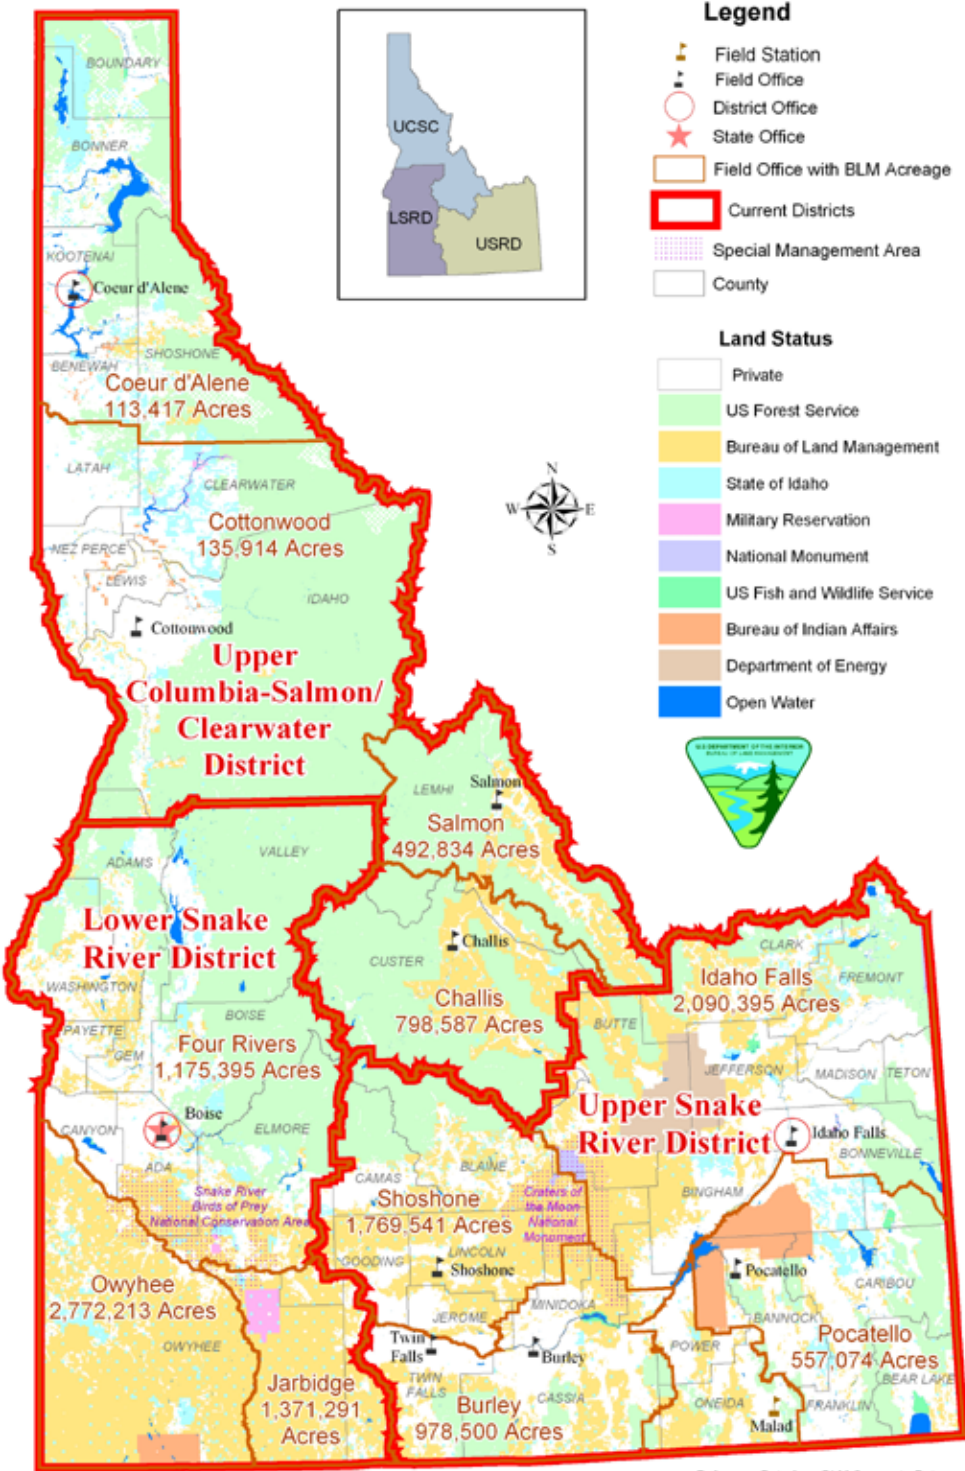 Legend
Field Station
Field Office
District Office
State Office
Field Office with BLM Acreage
Current Districts
Special Management Area
County
Land Status
Private
US Forest Service
Bureau of Land Management
State of Idaho
Military Reservation
National Monument
US Fish and Wildlife Service
Bureau of Indian Affairs
Department of Energy
Open Water
U.S. DEPARTMENT OF THE INTERIOR
BUREAU OF LAND MANAGEMENT
UCSC
LSRD
USRD
N
W
E
S
BOUNDARY
BONNER
KOOTENAI
Coeur d'Alene
BENEWAH
SHOSHONE
Coeur d'Alene
113,417 Acres
LATAH
CLEARWATER
Cottonwood
135,914 Acres
NEZ PERCE
LEWIS
IDAHO
Cottonwood
Upper
Columbia-Salmon/
Clearwater
District
LEMHI
Salmon
Salmon
492,834 Acres
ADAMS
VALLEY
Lower Snake
River District
WASHINGTON
PAYETTE
GEM
BOISE
Four Rivers
1,175,395 Acres
Boise
CANYON
ADA
ELMORE
Snake River
Birds of Prey
National Conservation Area
Owyhee
2,772,213 Acres
OWYHEE
Jarbidge
1,371,291
Acres
CUSTER
Challis
Challis
798,587 Acres
CLARK
FREMONT
Idaho Falls
2,090,395 Acres
BUTTE
JEFFERSON
MADISON
TETON
Upper Snake
River District
Idaho Falls
BONNEVILLE
BINGHAM
CAMAS
BLAINE
Shoshone
1,769,541 Acres
Craters of
the Moon
National
Monument
GOODING
LINCOLN
Shoshone
JEROME
MINIDOKA
Twin
Falls
Burley
TWIN
FALLS
CASSIA
Burley
978,500 Acres
Pocatello
CARIBOU
BANNOCK
POWER
Pocatello
557,074 Acres
BEAR LAKE
ONEIDA
FRANKLIN
Malad